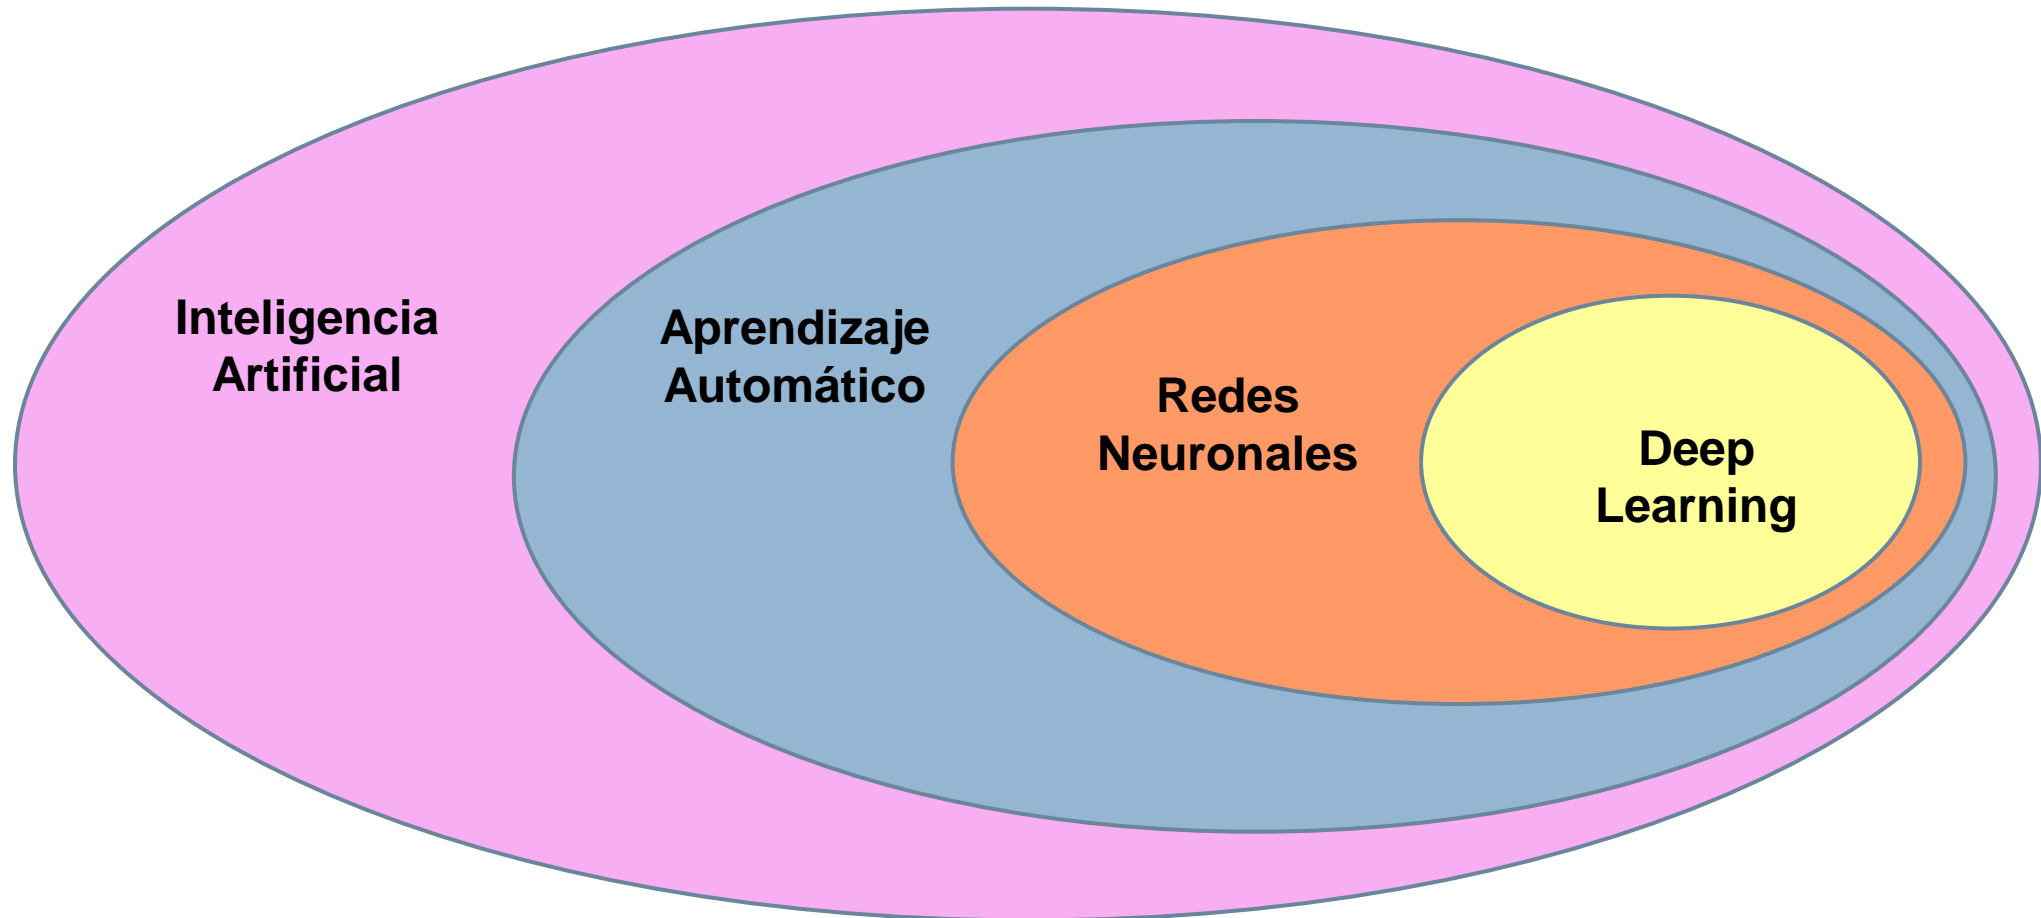 Inteligencia
Artificial
Aprendizaje
Automático
Redes
Neuronales
Deep
Learning